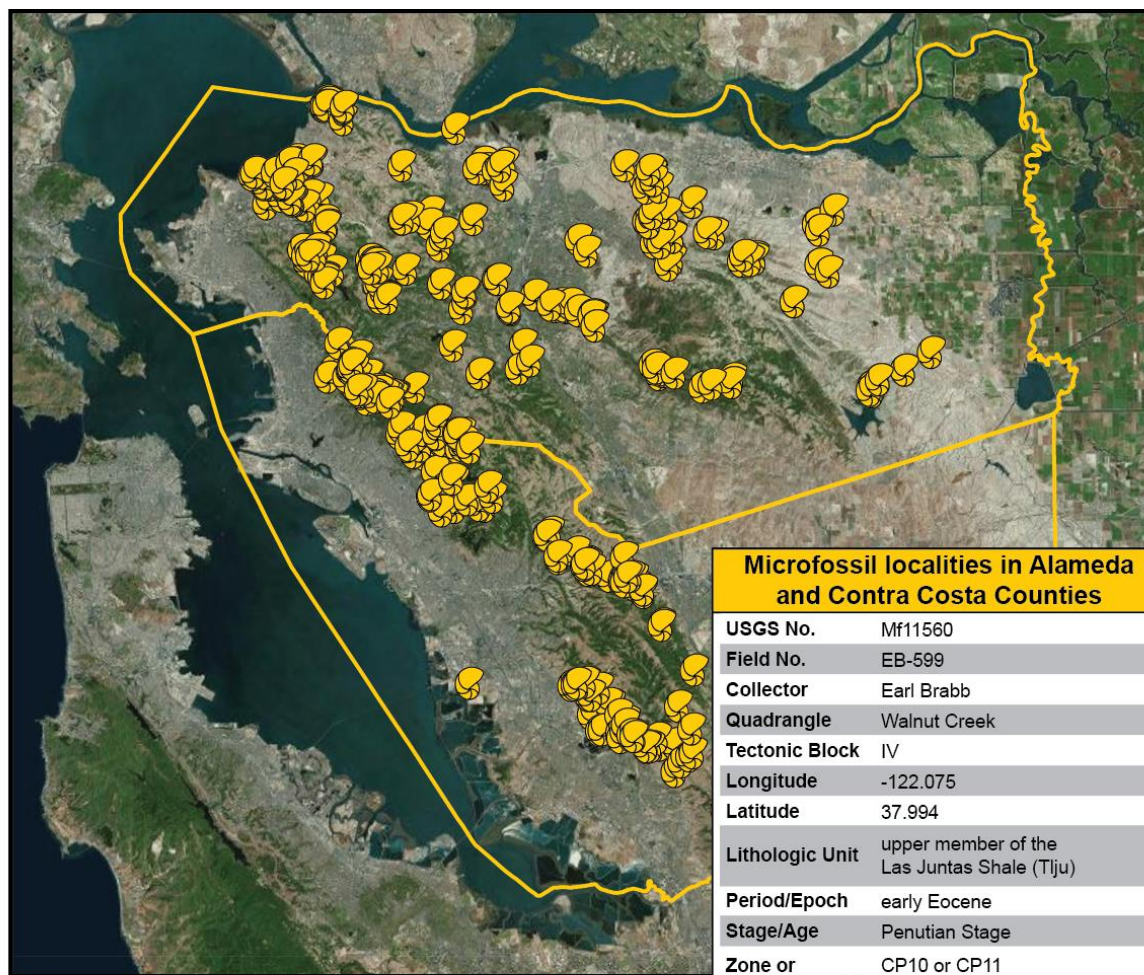 Microfossil localities in Alameda
and Contra Costa Counties
USGS No. Mf11560
Field No. EB-599
Collector Earl Brabb
Quadrangle Walnut Creek
Tectonic Block IV
Longitude -122.075
Latitude 37.994
Lithologic Unit upper member of the
Las Juntas Shale (Tlju)
Period/Epoch early Eocene
Stage/Age Penutian Stage
Zone or CP10 or CP11